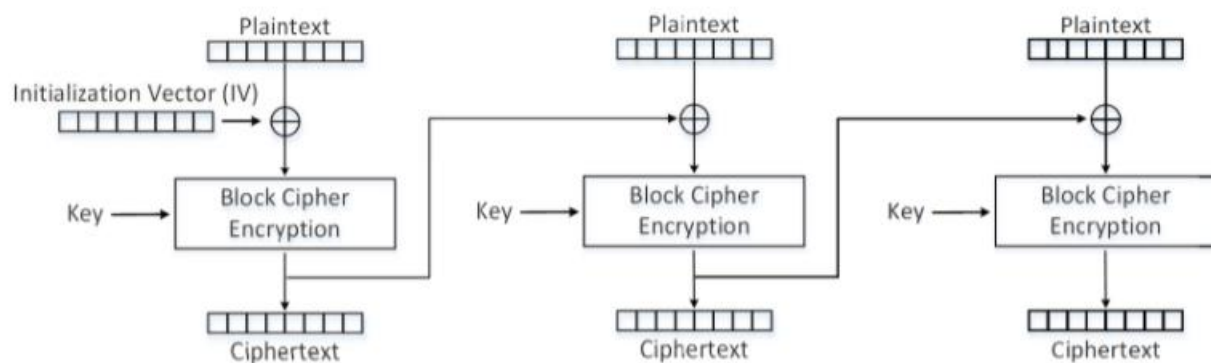 Plaintext
Plaintext
Plaintext
Initialization Vector (IV)
Key
Block Cipher
Encryption
Key
Block Cipher
Encryption
Key
Block Cipher
Encryption
Ciphertext
Ciphertext
Ciphertext